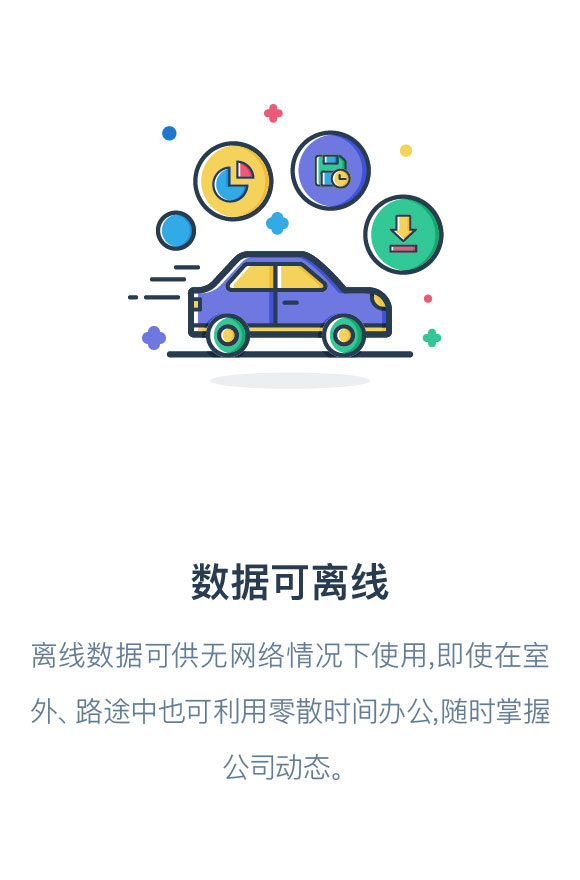 数据可离线
离线数据可供无网络情况下使用,即使在室
外、路途中也可利用零散时间办公,随时掌握
公司动态。